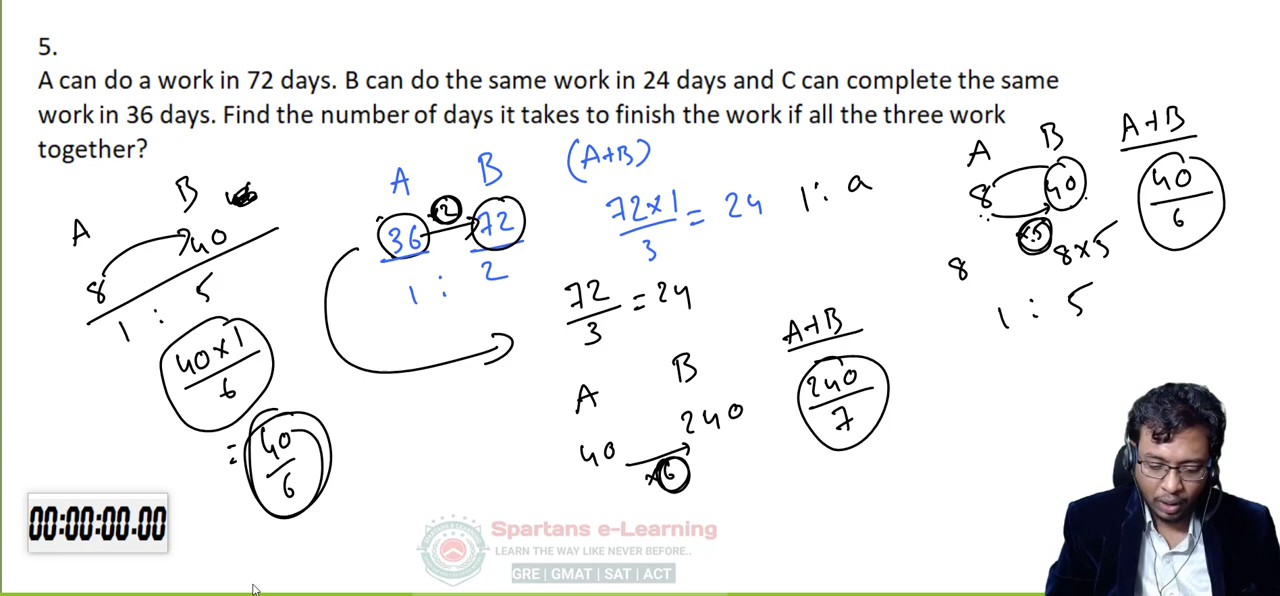 5.
A can do a work in 72 days. B can do the same work in 24 days and C can complete the same
work in 36 days. Find the number of days it takes to finish the work if all the three work
together?
A B
8 40
1 : 5
40×1
6
= 40
6
A B (A+B)
36 ×2 72
1 : 2
72×1
3
= 24
1 : a
72
3
= 24
A B A+B
40 ×6 240
240
7
A B A+B
8 ×5 40
40
6
8 8×5
1 : 5
00:00:00.00
Spartans e-Learning
LEARN THE WAY LIKE NEVER BEFORE..
GRE | GMAT | SAT | ACT